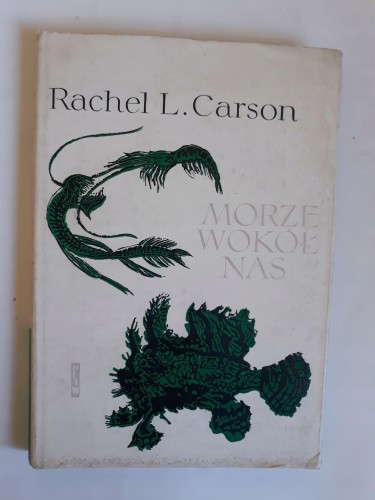 Rachel L. Carson
MORZE
WOKÓŁ
NAS